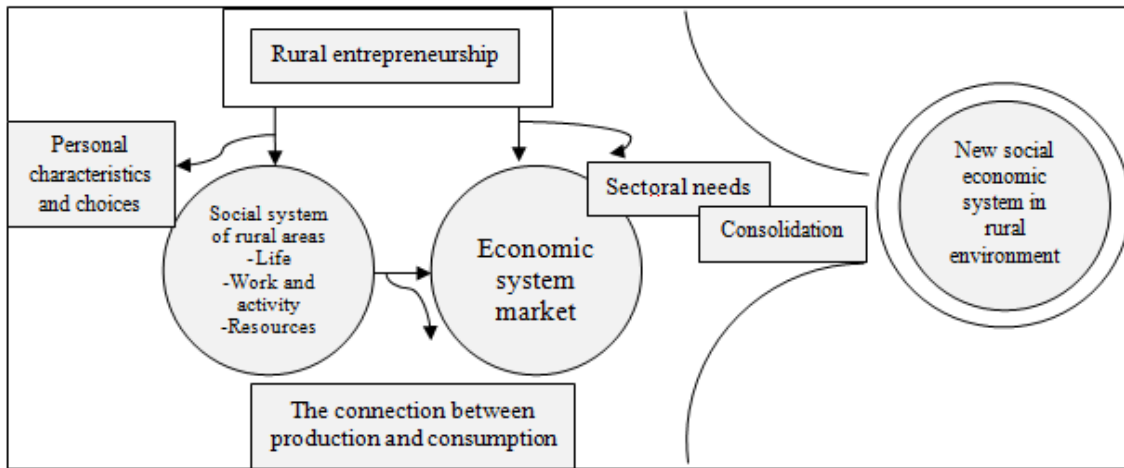 Rural entrepreneurship
Personal
characteristics
and choices
Social system
of rural areas
-Life
-Work and
activity
-Resources
Economic
system
market
Sectoral needs
Consolidation
New social
economic
system in
rural
environment
The connection between
production and consumption